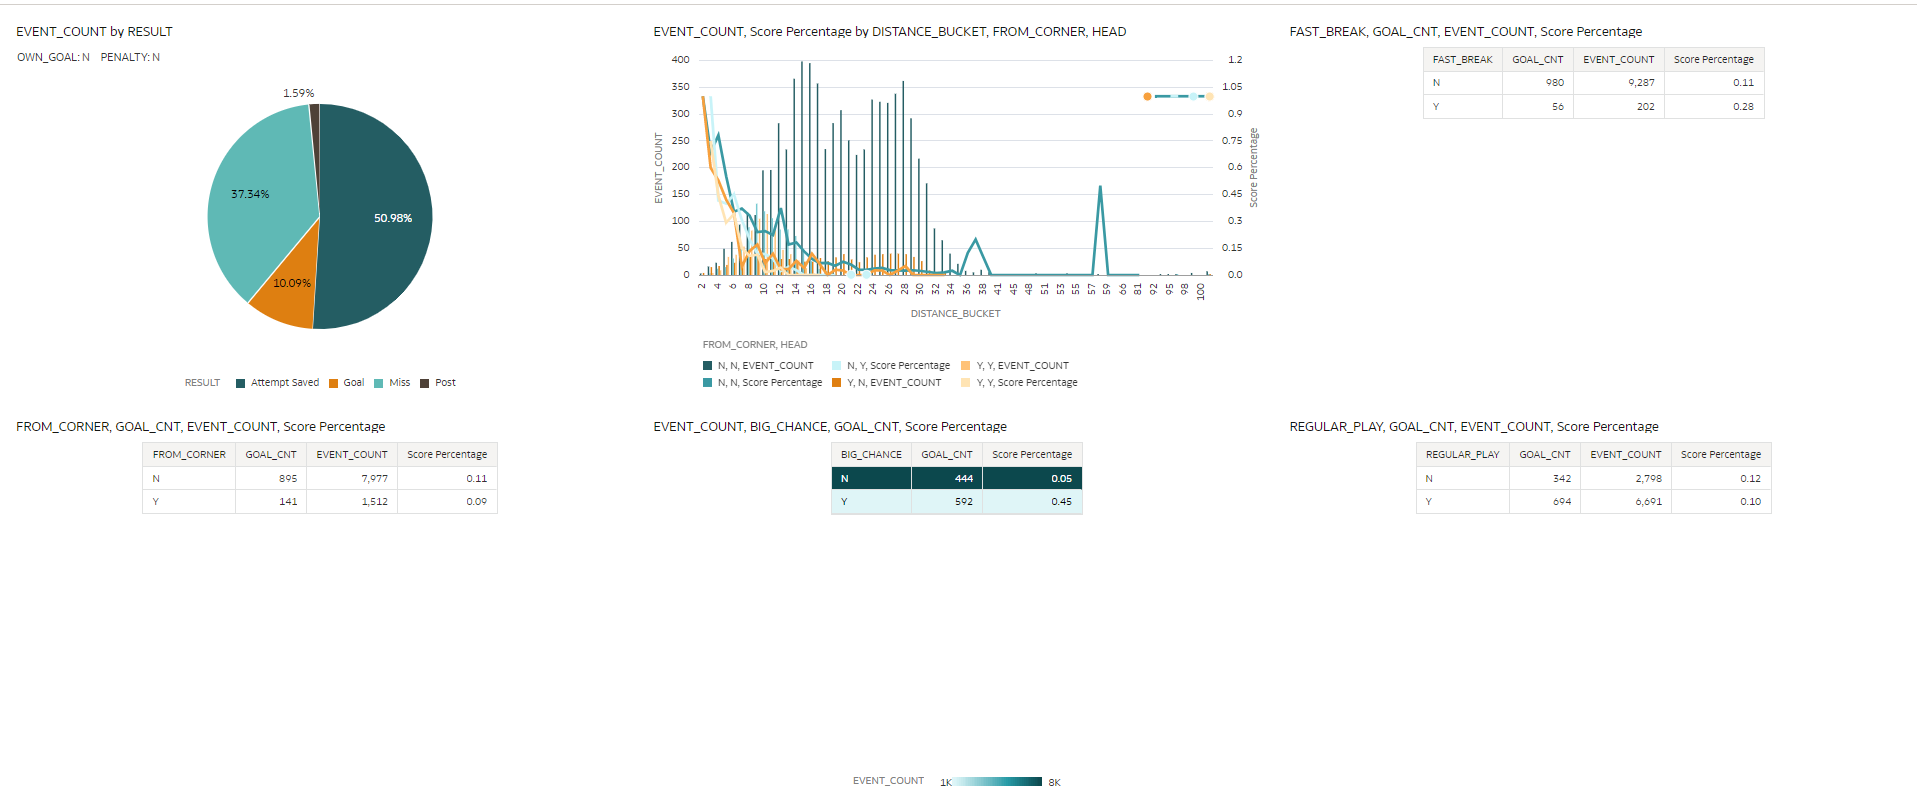 EVENT_COUNT by RESULT
OWN_GOAL: N PENALTY: N
1.59%
37.34%
50.98%
10.09%
RESULT Attempt Saved Goal Miss Post
EVENT_COUNT, Score Percentage by DISTANCE_BUCKET, FROM_CORNER, HEAD
400 1.2
350 1.05
300 0.9
250 0.75
200 0.6
150 0.45
100 0.3
50 0.15
0 0.0
EVENT_COUNT
Score Percentage
2 4 6 8 10 12 14 16 18 20 22 24 26 28 30 32 34 36 38 41 45 48 51 53 55 57 59 66 81 92 95 98 100
DISTANCE_BUCKET
FROM_CORNER, HEAD
N, N, EVENT_COUNT N, Y, Score Percentage Y, Y, EVENT_COUNT
N, N, Score Percentage Y, N, EVENT_COUNT Y, Y, Score Percentage
FAST_BREAK, GOAL_CNT, EVENT_COUNT, Score Percentage
FAST_BREAK GOAL_CNT EVENT_COUNT Score Percentage
N 980 9,287 0.11
Y 56 202 0.28
FROM_CORNER, GOAL_CNT, EVENT_COUNT, Score Percentage
FROM_CORNER GOAL_CNT EVENT_COUNT Score Percentage
N 895 7,977 0.11
Y 141 1,512 0.09
EVENT_COUNT, BIG_CHANCE, GOAL_CNT, Score Percentage
BIG_CHANCE GOAL_CNT Score Percentage
N 444 0.05
Y 592 0.45
EVENT_COUNT 1K 8K
REGULAR_PLAY, GOAL_CNT, EVENT_COUNT, Score Percentage
REGULAR_PLAY GOAL_CNT EVENT_COUNT Score Percentage
N 342 2,798 0.12
Y 694 6,691 0.10